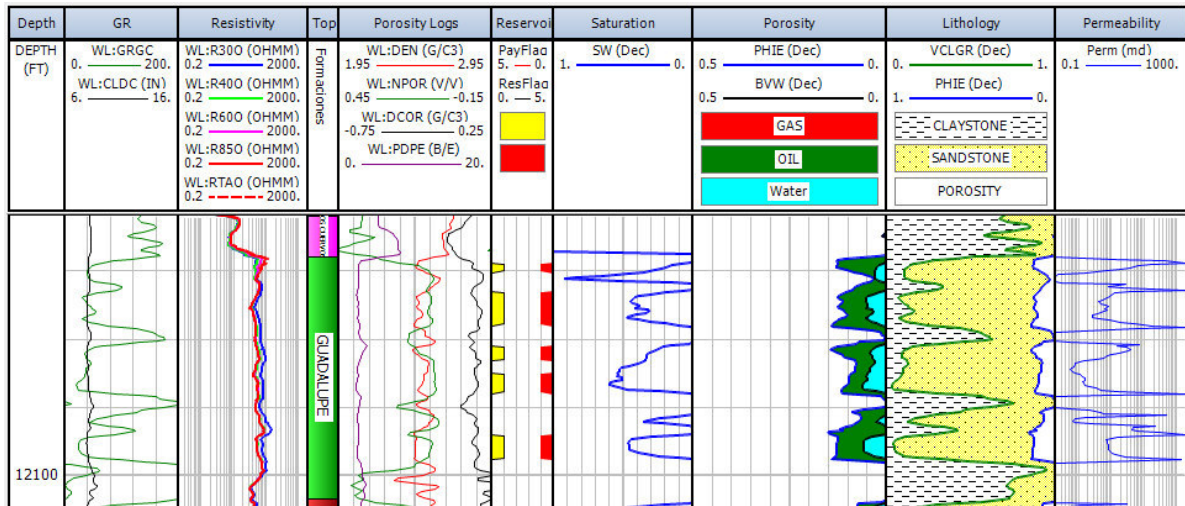 Depth GR Resistivity Top Porosity Logs Reservoi Saturation Porosity Lithology Permeability
DEPTH
(FT)
WL:GRGC
0. 200.
WL:CLDC (IN)
6. 16.
WL:R300 (OHMM)
0.2 2000.
WL:R400 (OHMM)
0.2 2000.
WL:R600 (OHMM)
0.2 2000.
WL:R850 (OHMM)
0.2 2000.
WL:RTAO (OHMM)
0.2 2000.
Formaciones
WL:DEN (G/C3)
1.95 2.95
WL:NPOR (V/V)
0.45 -0.15
WL:DCOR (G/C3)
-0.75 0.25
WL:PDPE (B/E)
0. 20.
PayFlag
5. 0.
ResFlag
0. 5.
SW (Dec)
1. 0.
PHIE (Dec)
0.5 0.
BVW (Dec)
0.5 0.
GAS
OIL
Water
VCLGR (Dec)
0. 1.
PHIE (Dec)
1. 0.
CLAYSTONE
SANDSTONE
POROSITY
Perm (md)
0.1 1000.
GUADALUPE
12100